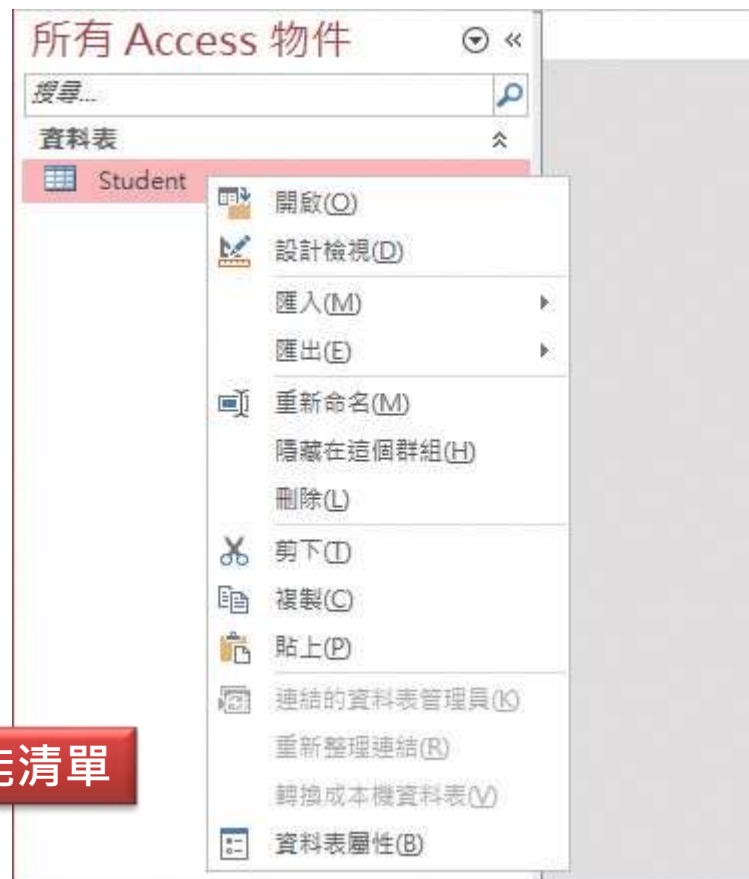 所有 Access 物件
搜尋...
資料表
Student
開啟(O)
設計檢視(D)
匯入(M)
匯出(E)
重新命名(M)
隱藏在這個群組(H)
刪除(L)
剪下(T)
複製(C)
貼上(P)
連結的資料表管理員(K)
重新整理連結(R)
轉換成本機資料表(V)
資料表屬性(B)
清單